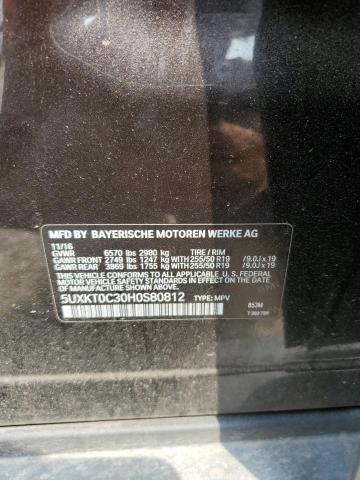 MFD BY BAYERISCHE MOTOREN WERKE AG
11/16
GVWR 6570 lbs 2980 kg TIRE / RIM
GAWR FRONT 2749 lbs 1247 kg WITH 255/50 R19 /9.0J x 19
GAWR REAR 3869 lbs 1755 kg WITH 255/50 R19 /9.0J x 19
THIS VEHICLE CONFORMS TO ALL APPLICABLE U.S. FEDERAL
MOTOR VEHICLE SAFETY STANDARDS IN EFFECT ON THE
DATE OF MANUFACTURE SHOWN ABOVE.
5UXKT0C30H0S80812 TYPE: MPV